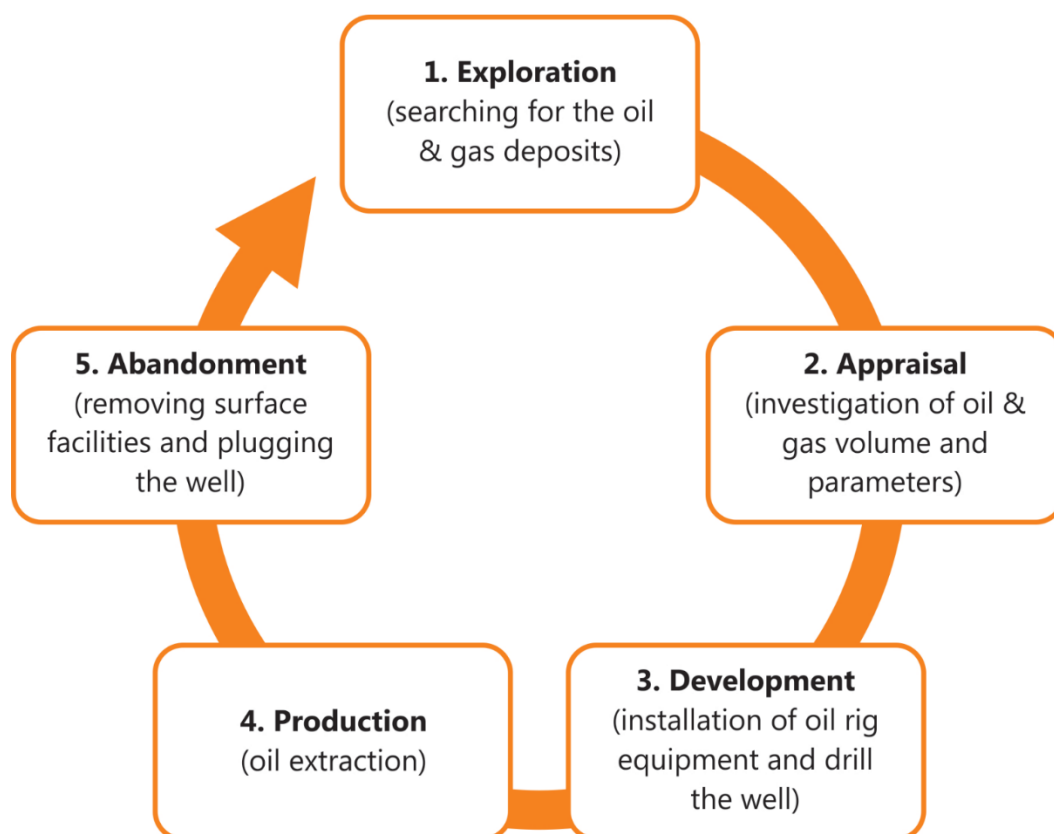 1. Exploration
(searching for the oil
& gas deposits)
2. Appraisal
(investigation of oil &
gas volume and
parameters)
3. Development
(installation of oil rig
equipment and drill
the well)
4. Production
(oil extraction)
5. Abandonment
(removing surface
facilities and plugging
the well)